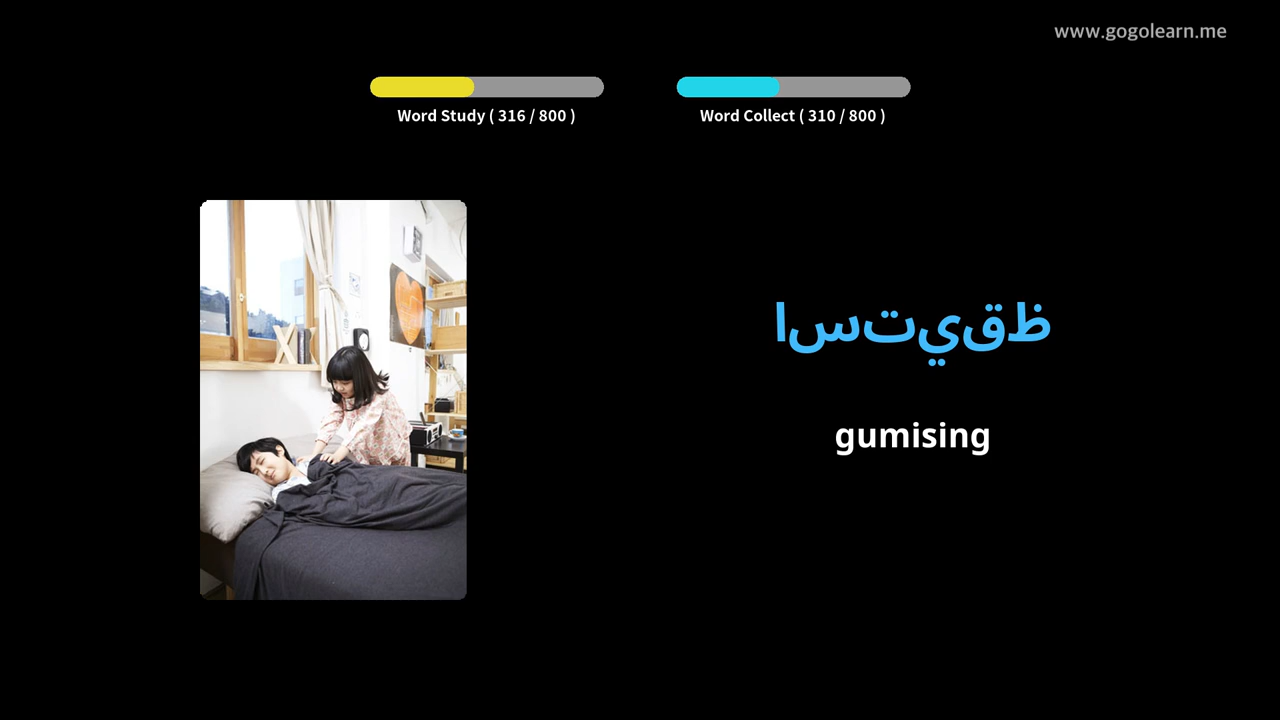 www.gogolearn.me
Word Study ( 316 / 800 )
Word Collect ( 310 / 800 )
استيقظ
gumising